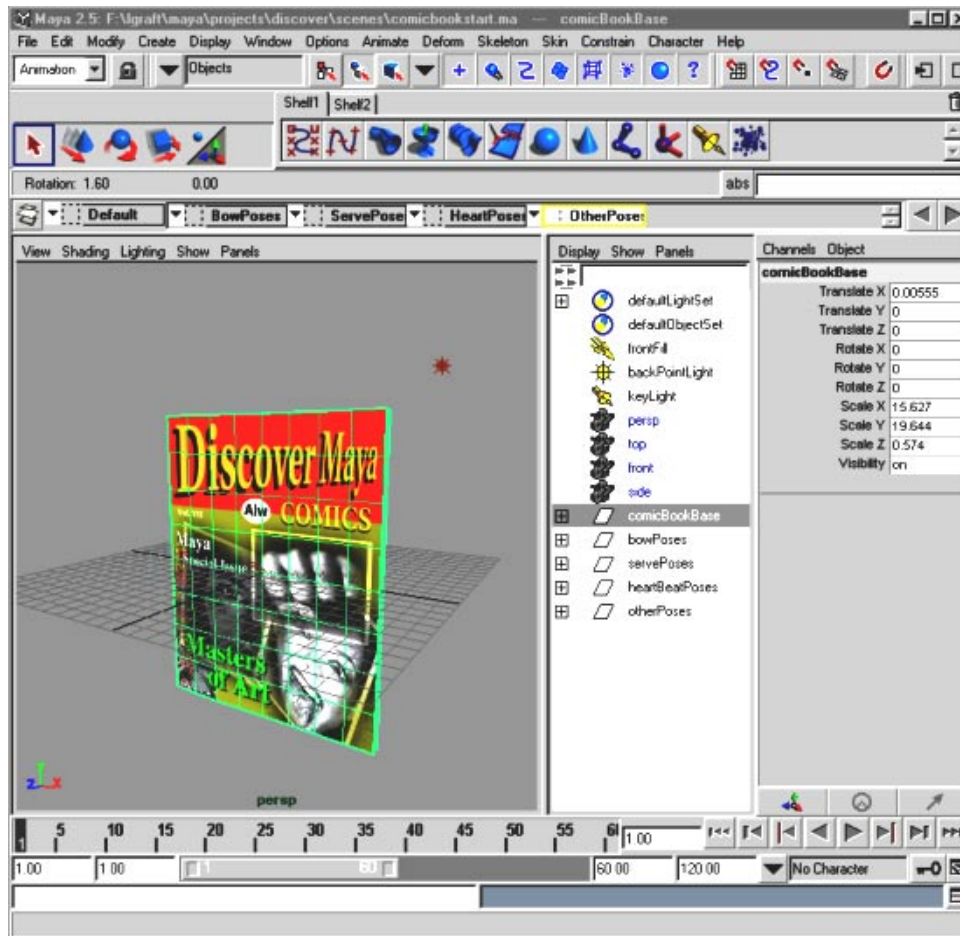 Maya 2.5: F:\lgraft\maya\projects\discover\scenes\comicbookstart.ma --- comicBookBase
File Edit Modify Create Display Window Options Animate Deform Skeleton Skin Constrain Character Help
Animation Objects
Shelf1 Shelf2
Rotation: 1.60 0.00 abs
Default BowPoses ServePose HeartPoses OtherPoses
View Shading Lighting Show Panels
Discover Maya
Alw COMICS
Maya
Special Issue
Masters
of Art
z y x
persp
Display Show Panels
defaultLightSet
defaultObjectSet
frontFill
backPointLight
keyLight
persp
top
front
side
comicBookBase
bowPoses
servePoses
heartBeatPoses
otherPoses
Channels Object
comicBookBase
Translate X 0.00555
Translate Y 0
Translate Z 0
Rotate X 0
Rotate Y 0
Rotate Z 0
Scale X 15.627
Scale Y 19.644
Scale Z 0.574
Visibility on
1 5 10 15 20 25 30 35 40 45 50 55 60 1.00
1.00 1.00 1 60 60.00 120.00 No Character